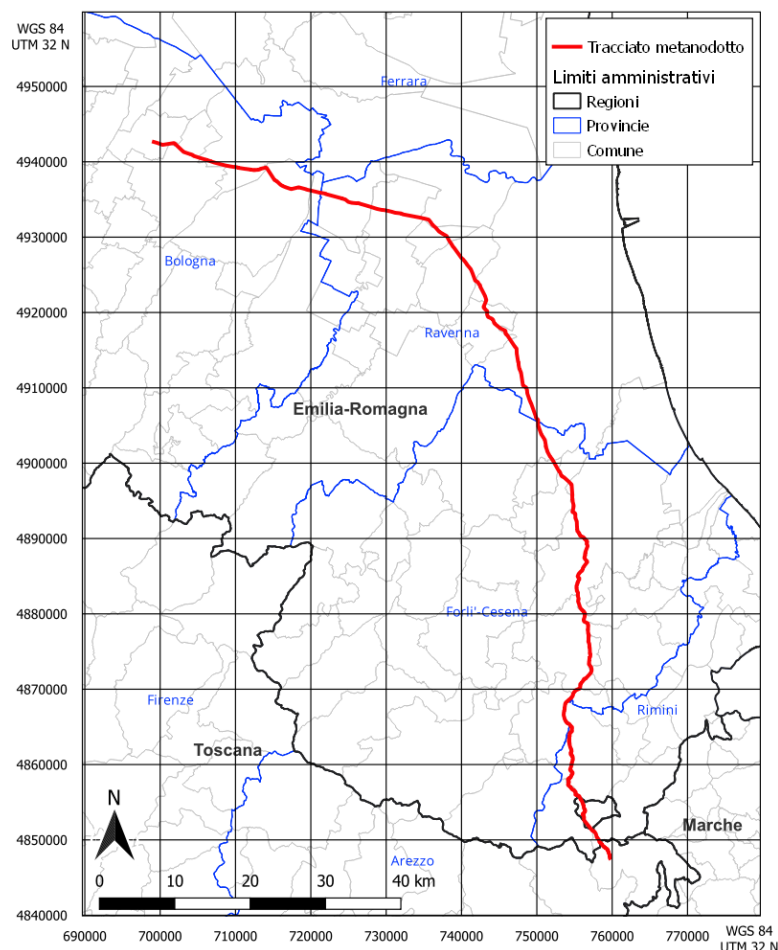 WGS 84
UTM 32 N
Tracciato metanodotto
Limiti amministrativi
Regioni
Provincie
Comune
4950000
4940000
4930000
4920000
4910000
4900000
4890000
4880000
4870000
4860000
4850000
4840000
Ferrara
Bologna
Ravenna
Emilia-Romagna
Forli'-Cesena
Firenze
Rimini
Toscana
Marche
N
Arezzo
0 10 20 30 40 km
690000 700000 710000 720000 730000 740000 750000 760000 770000
WGS 84
UTM 32 N